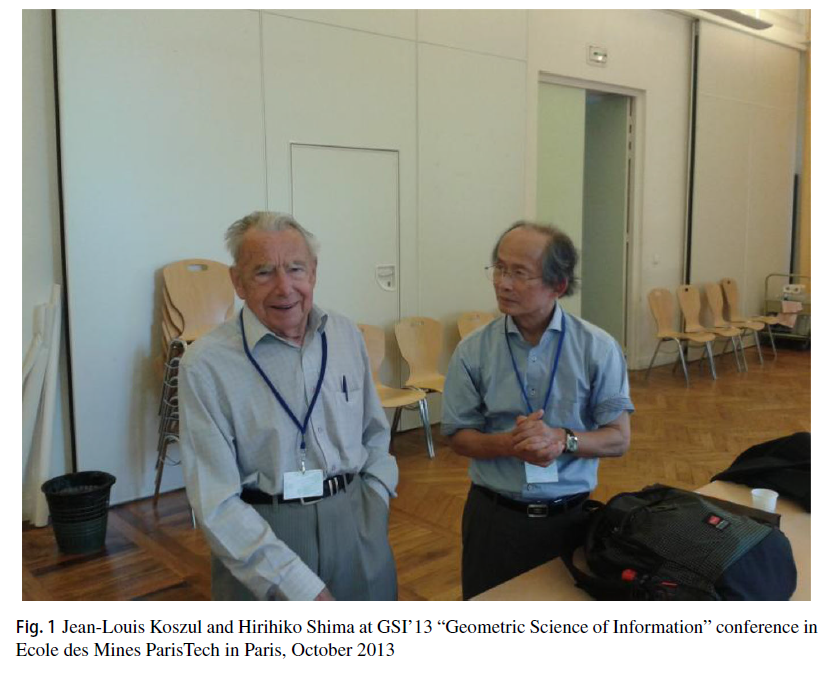 Fig. 1 Jean-Louis Koszul and Hirihiko Shima at GSI’13 “Geometric Science of Information” conference in
Ecole des Mines ParisTech in Paris, October 2013